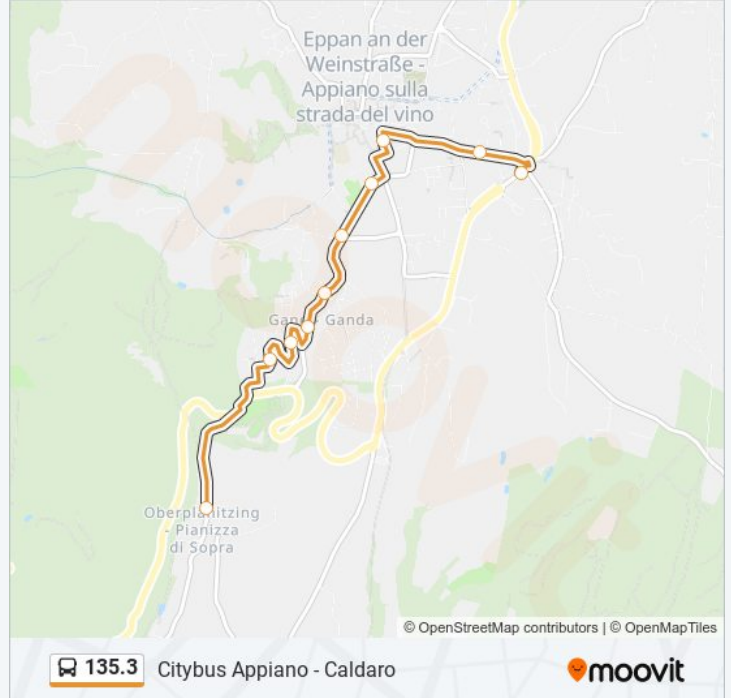 Eppan an der
Weinstraße -
Appiano sulla
strada del vino
Ganda
Oberplanitzing
- Pianizza
di Sopra
© OpenStreetMap contributors | © OpenMapTiles
135.3 Citybus Appiano - Caldaro
moovit